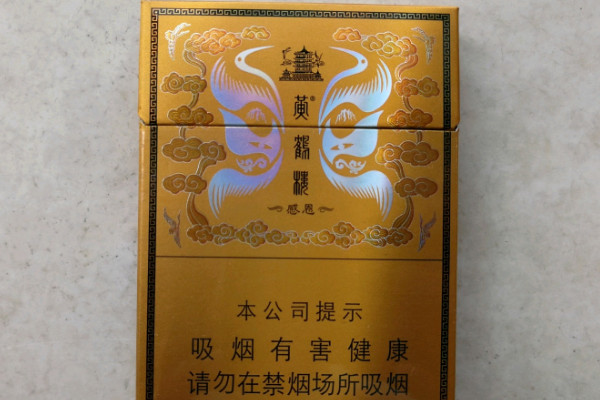 黄鹤楼®
感恩
本公司提示
吸烟有害健康
请勿在禁烟场所吸烟